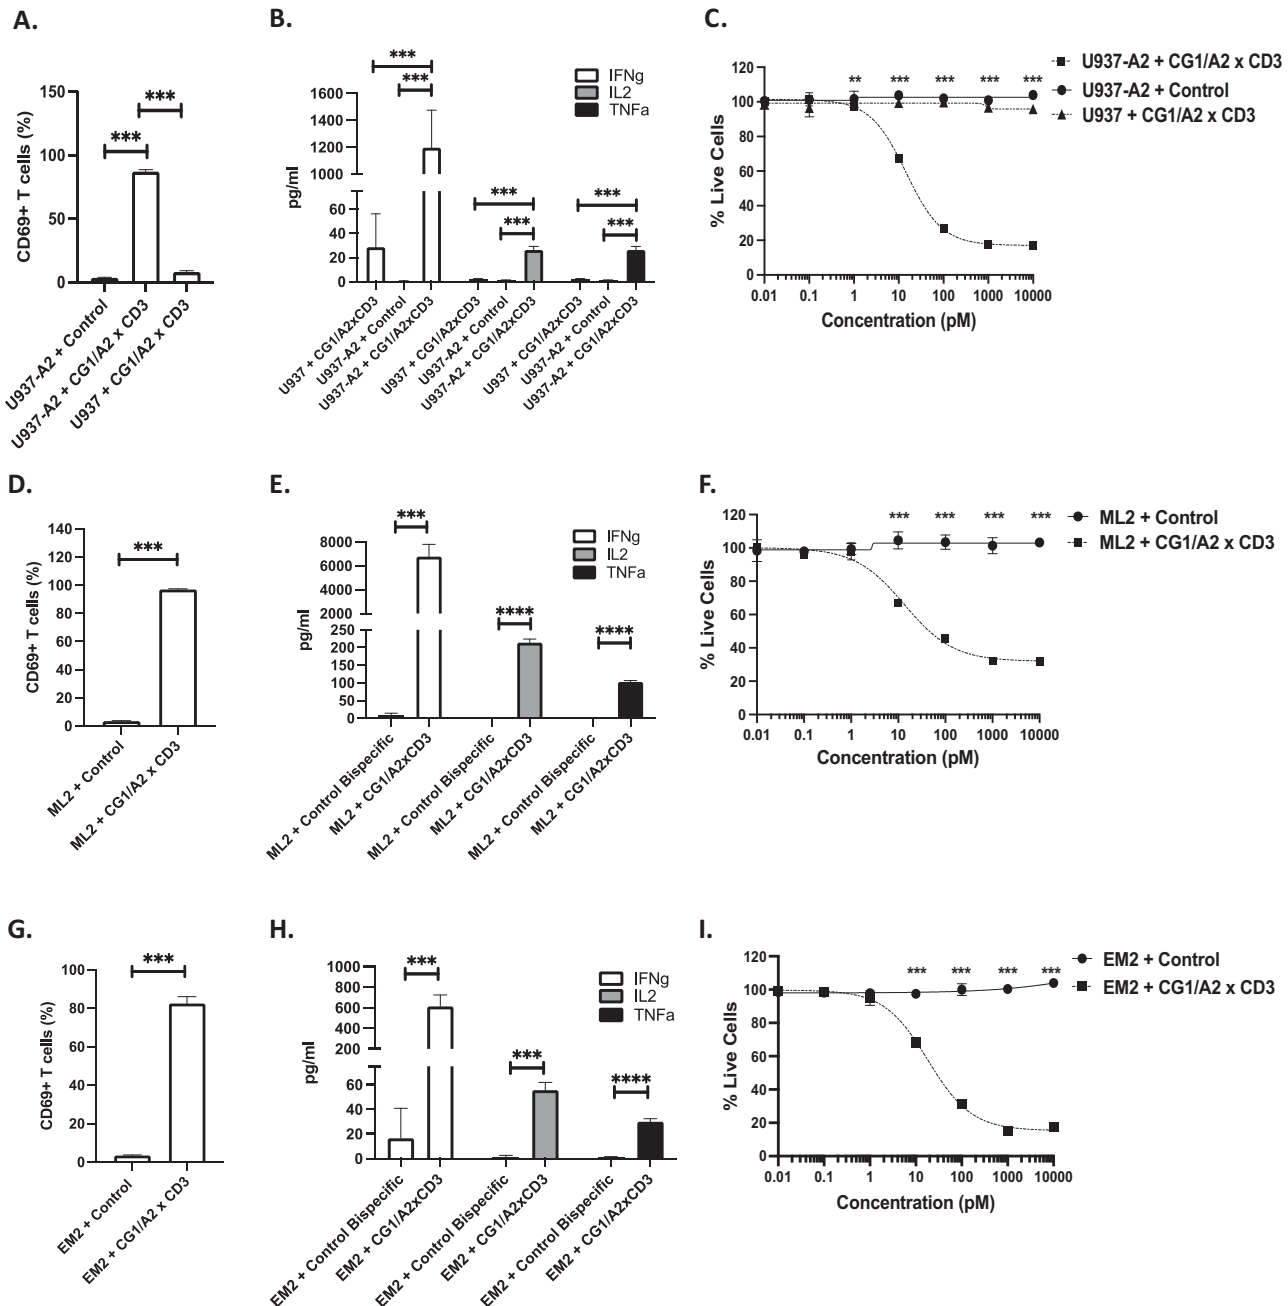 A.
CD69+ T cells (%)
150
100
50
0
***
***
U937-A2 + Control
U937-A2 + CG1/A2 x CD3
U937 + CG1/A2 x CD3
B.
pg/ml
1600
1400
1200
1000
60
40
20
0
***
***
***
***
***
***
IFNg
IL2
TNFa
U937 + CG1/A2xCD3
U937-A2 + Control
U937-A2 + CG1/A2xCD3
U937 + CG1/A2xCD3
U937-A2 + Control
U937-A2 + CG1/A2xCD3
U937 + CG1/A2xCD3
U937-A2 + Control
U937-A2 + CG1/A2xCD3
C.
% Live Cells
120
100
80
60
40
20
0
** *** *** *** ***
0.01 0.1 1 10 100 1000 10000
Concentration (pM)
U937-A2 + CG1/A2 x CD3
U937-A2 + Control
U937 + CG1/A2 x CD3
D.
CD69+ T cells (%)
140
120
100
80
60
40
20
0
***
ML2 + Control
ML2 + CG1/A2 x CD3
E.
pg/ml
8000
6000
4000
2000
250
200
150
100
50
0
***
****
****
IFNg
IL2
TNFa
ML2 + Control Bispecific
ML2 + CG1/A2xCD3
ML2 + Control Bispecific
ML2 + CG1/A2xCD3
ML2 + Control Bispecific
ML2 + CG1/A2xCD3
F.
% Live Cells
120
100
80
60
40
20
0
*** *** *** ***
0.01 0.1 1 10 100 1000 10000
Concentration (pM)
ML2 + Control
ML2 + CG1/A2 x CD3
G.
CD69+ T cells (%)
100
80
60
40
20
0
***
EM2 + Control
EM2 + CG1/A2 x CD3
H.
pg/ml
1000
800
600
400
200
60
40
20
0
***
***
****
IFNg
IL2
TNFa
EM2 + Control Bispecific
EM2 + CG1/A2xCD3
EM2 + Control Bispecific
EM2 + CG1/A2xCD3
EM2 + Control Bispecific
EM2 + CG1/A2xCD3
I.
% Live Cells
120
100
80
60
40
20
0
*** *** *** ***
0.01 0.1 1 10 100 1000 10000
Concentration (pM)
EM2 + Control
EM2 + CG1/A2 x CD3